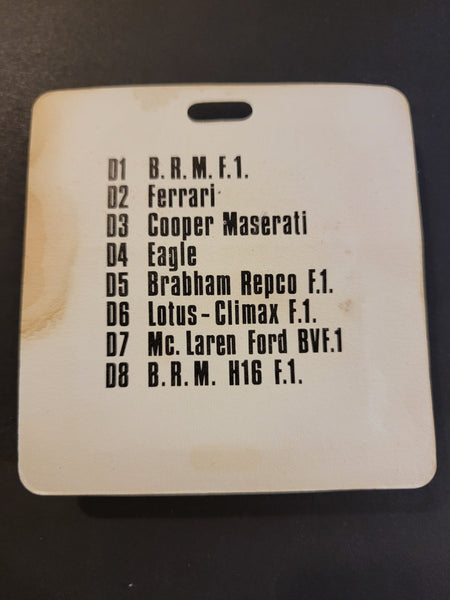 D1 B.R.M. F.1.
D2 Ferrari
D3 Cooper Maserati
D4 Eagle
D5 Brabham Repco F.1.
D6 Lotus-Climax F.1.
D7 Mc. Laren Ford BVF.1
D8 B.R.M. H16 F.1.